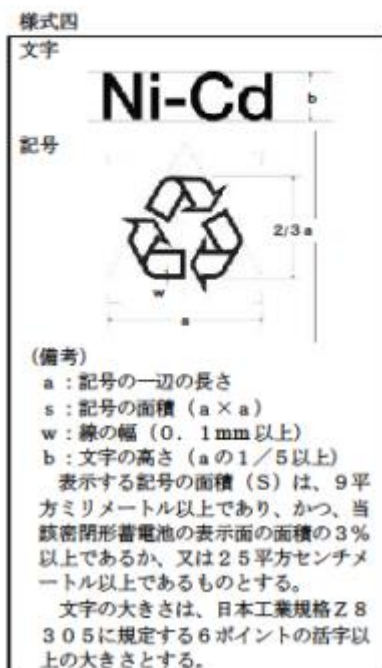 様式四
文字
Ni-Cd
b
記号
2/3 a
w
a
(備考)
a:記号の一辺の長さ
s:記号の面積(a×a)
w:線の幅(0.1mm以上)
b:文字の高さ(aの1/5以上)
表示する記号の面積(S)は、9平
方ミリメートル以上であり、かつ、当
該密閉形蓄電池の表示面の面積の3%
以上であるか、又は25平方センチメ
ートル以上であるものとする。
文字の大きさは、日本工業規格Z8
305に規定する6ポイントの活字以
上の大きさとする。